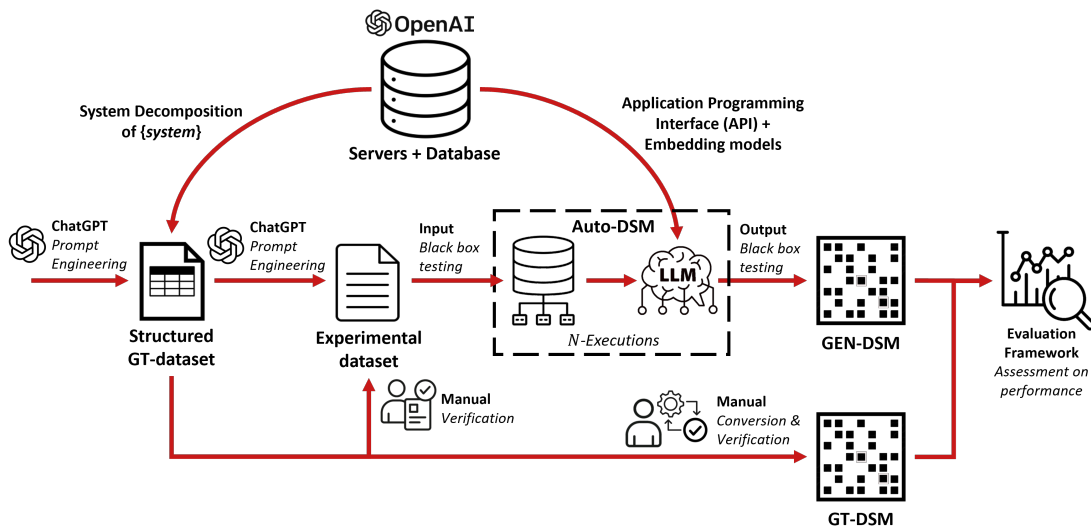 OpenAI
Servers + Database
System Decomposition
of {system}
Application Programming
Interface (API) +
Embedding models
ChatGPT
Prompt
Engineering
Structured
GT-dataset
ChatGPT
Prompt
Engineering
Experimental
dataset
Input
Black box
testing
Auto-DSM
LLM
N-Executions
Output
Black box
testing
GEN-DSM
Evaluation
Framework
Assessment on
performance
Manual
Verification
Manual
Conversion &
Verification
GT-DSM